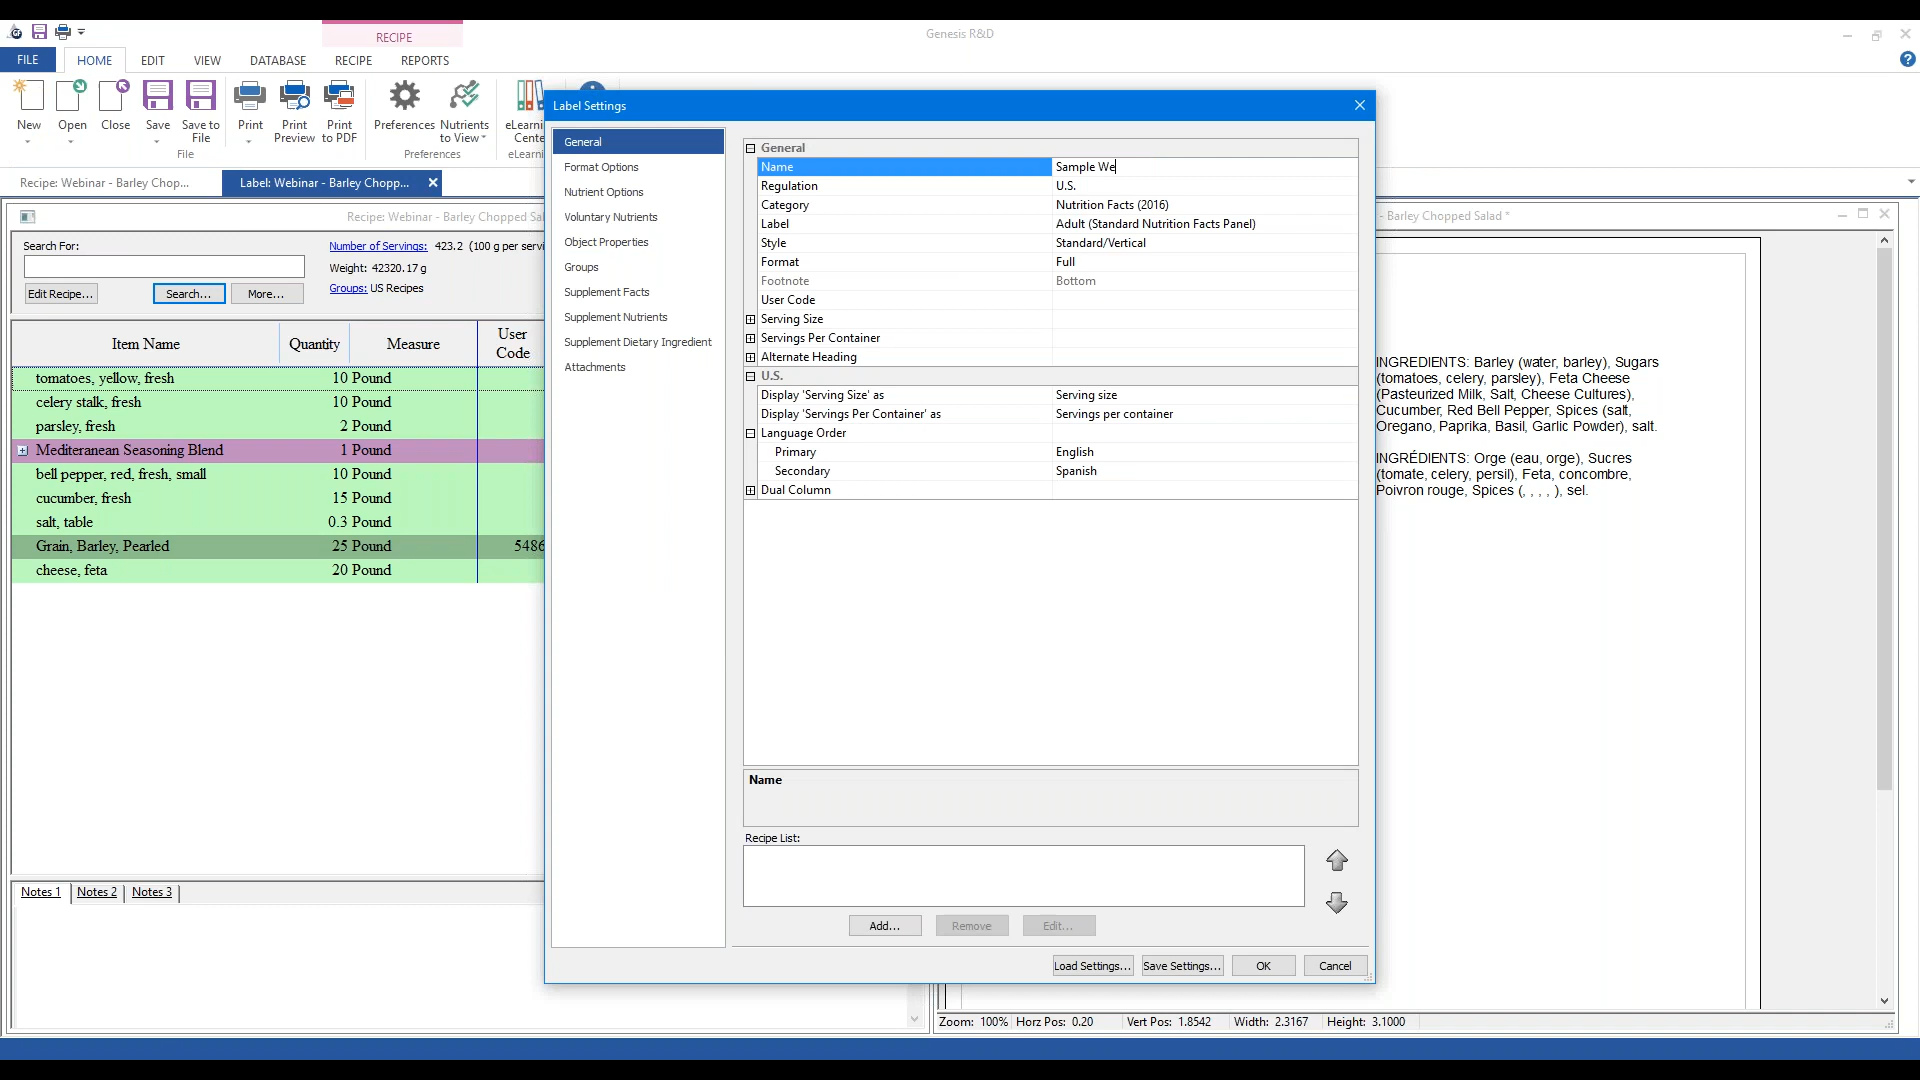 RECIPE
Genesis R&D
FILE
HOME
EDIT
VIEW
DATABASE
RECIPE
REPORTS
New
Open
Close
Save
Save to File
Print
Print Preview
Print to PDF
Preferences
Nutrients to View
File
Preferences
Recipe: Webinar - Barley Chop...
Label: Webinar - Barley Chopp...
Number of Servings: 423.2 (100 g per servi
Search For:
Weight: 42320.17 g
Groups: US Recipes
Edit Recipe...
Search...
More...
Item Name
Quantity
Measure
User Code
tomatoes, yellow, fresh 10 Pound
celery stalk, fresh 10 Pound
parsley, fresh 2 Pound
Mediteranean Seasoning Blend 1 Pound
bell pepper, red, fresh, small 10 Pound
cucumber, fresh 15 Pound
salt, table 0.3 Pound
Grain, Barley, Pearled 25 Pound 5486
cheese, feta 20 Pound
Notes 1
Notes 2
Notes 3
Label Settings
General
Format Options
Nutrient Options
Voluntary Nutrients
Object Properties
Groups
Supplement Facts
Supplement Nutrients
Supplement Dietary Ingredient
Attachments
General
Name Sample We
Regulation U.S.
Category Nutrition Facts (2016)
Label Adult (Standard Nutrition Facts Panel)
Style Standard/Vertical
Format Full
Footnote Bottom
User Code
Serving Size
Servings Per Container
Alternate Heading
U.S.
Display 'Serving Size' as Serving size
Display 'Servings Per Container' as Servings per container
Language Order
Primary English
Secondary Spanish
Dual Column
Name
Recipe List:
Add...
Remove
Edit...
Load Settings...
Save Settings...
OK
Cancel
- Barley Chopped Salad *
INGREDIENTS: Barley (water, barley), Sugars
(tomatoes, celery, parsley), Feta Cheese
(Pasteurized Milk, Salt, Cheese Cultures),
Cucumber, Red Bell Pepper, Spices (salt,
Oregano, Paprika, Basil, Garlic Powder), salt.
INGRÉDIENTS: Orge (eau, orge), Sucres
(tomate, celery, persil), Feta, concombre,
Poivron rouge, Spices (, , , , ), sel.
Zoom: 100%
Horz Pos: 0.20
Vert Pos: 1.8542
Width: 2.3167
Height: 3.1000